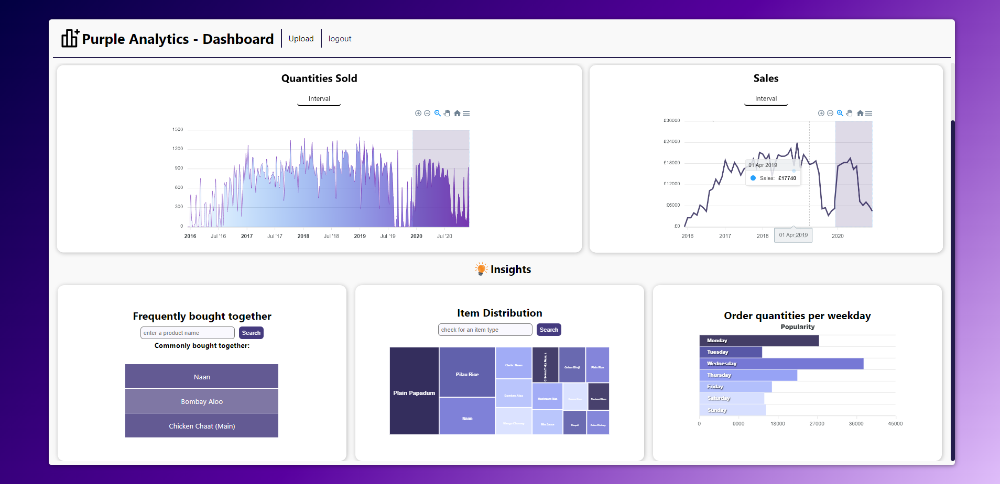 Purple Analytics - Dashboard
Upload
logout
Quantities Sold
Interval
1500
1200
900
600
300
0
2016
Jul '16
2017
Jul '17
2018
Jul '18
2019
Jul '19
2020
Jul '20
Sales
Interval
£30000
£24000
£18000
£12000
£6000
£0
01 Apr 2019
Sales: £17740
2016
2017
2018
01 Apr 2019
2020
Insights
Frequently bought together
enter a product name
Search
Commonly bought together:
Naan
Bombay Aloo
Chicken Chaat (Main)
Item Distribution
check for an item type
Search
Plain Papadum
Pilau Rice
Naan
Garlic Naan
Bombay Aloo
Mango Chutney
Chicken Tikka Masala
Onion Bhaji
Plain Rice
Mushroom Rice
Peshwari Naan
Mint Sauce
Chapati
Onion Chutney
Order quantities per weekday
Popularity
Monday
Tuesday
Wednesday
Thursday
Friday
Saturday
Sunday
0
9000
18000
27000
36000
45000